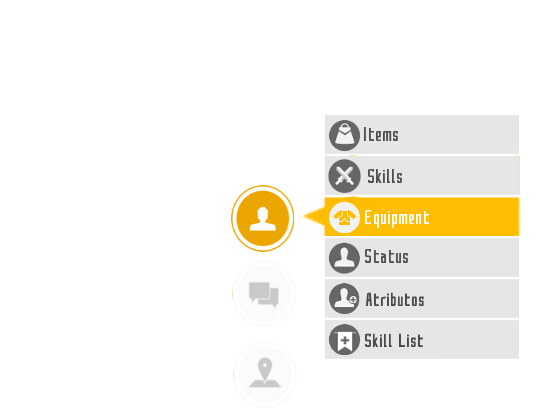 Items
Skills
Equipment
Status
Atributos
Skill List